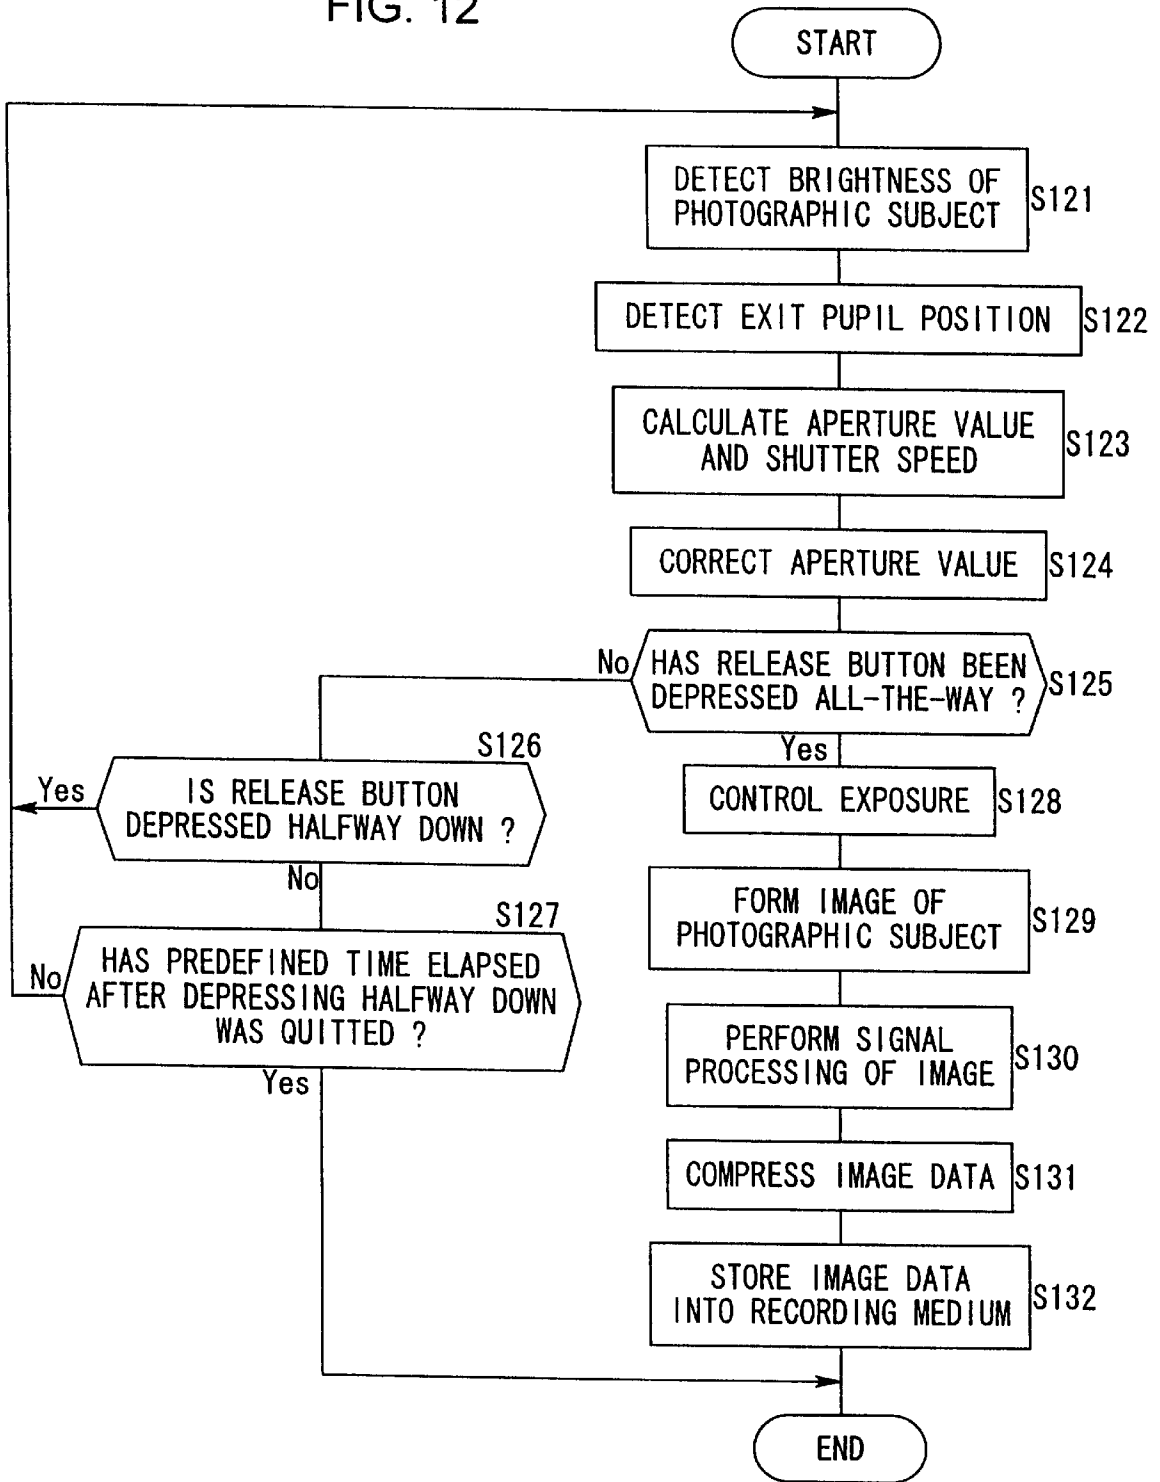 FIG. 12
START
DETECT BRIGHTNESS OF
PHOTOGRAPHIC SUBJECT
S121
DETECT EXIT PUPIL POSITION
S122
CALCULATE APERTURE VALUE
AND SHUTTER SPEED
S123
CORRECT APERTURE VALUE
S124
No
HAS RELEASE BUTTON BEEN
DEPRESSED ALL-THE-WAY ?
S125
Yes
S126
Yes
IS RELEASE BUTTON
DEPRESSED HALFWAY DOWN ?
No
S127
No
HAS PREDEFINED TIME ELAPSED
AFTER DEPRESSING HALFWAY DOWN
WAS QUITTED ?
Yes
CONTROL EXPOSURE
S128
FORM IMAGE OF
PHOTOGRAPHIC SUBJECT
S129
PERFORM SIGNAL
PROCESSING OF IMAGE
S130
COMPRESS IMAGE DATA
S131
STORE IMAGE DATA
INTO RECORDING MEDIUM
S132
END